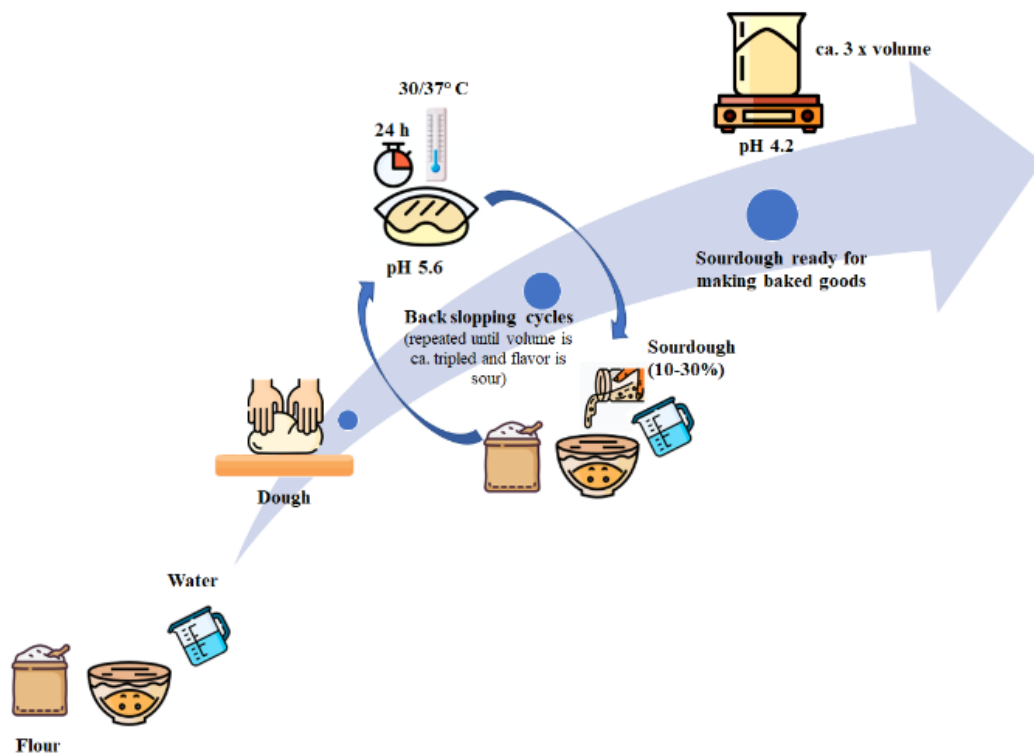 ca. 3 x volume
30/37° C
24 h
pH 4.2
pH 5.6
Sourdough ready for
making baked goods
Back slopping cycles
(repeated until volume is
ca. tripled and flavor is
sour)
Sourdough
(10-30%)
Dough
Water
Flour